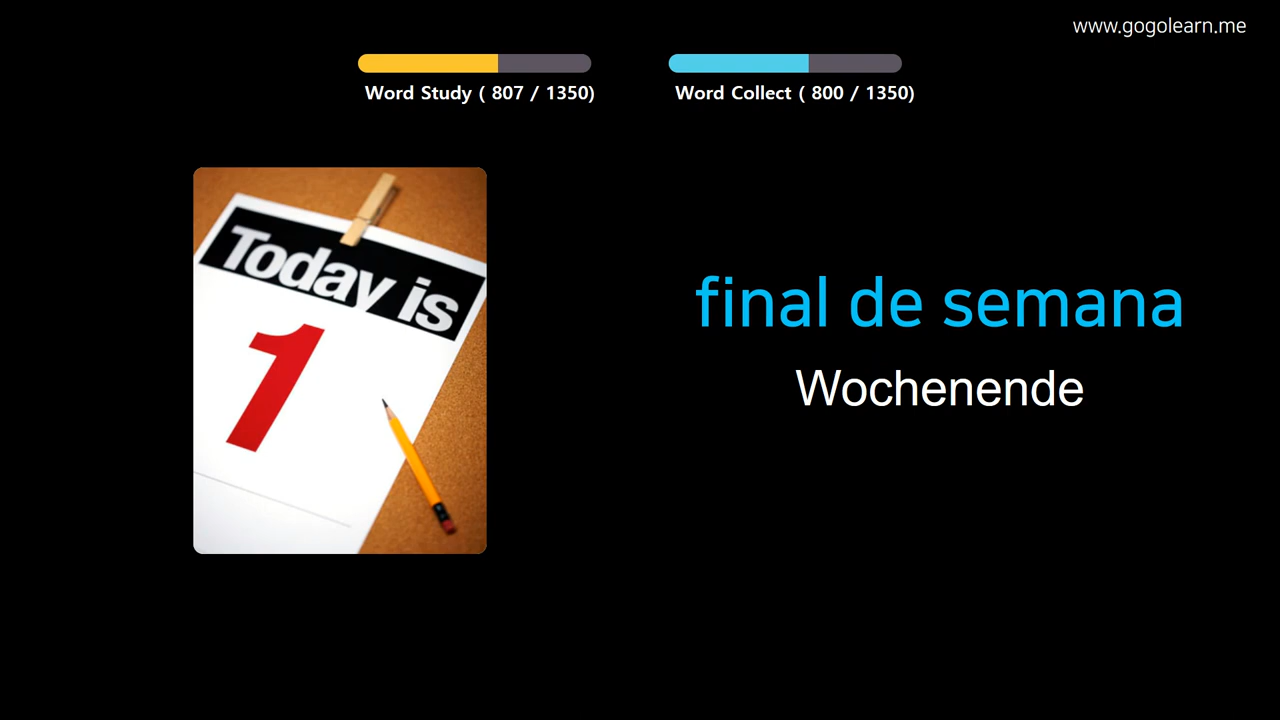 www.gogolearn.me
Word Study ( 807 / 1350)
Word Collect ( 800 / 1350)
Today is
1
final de semana
Wochenende